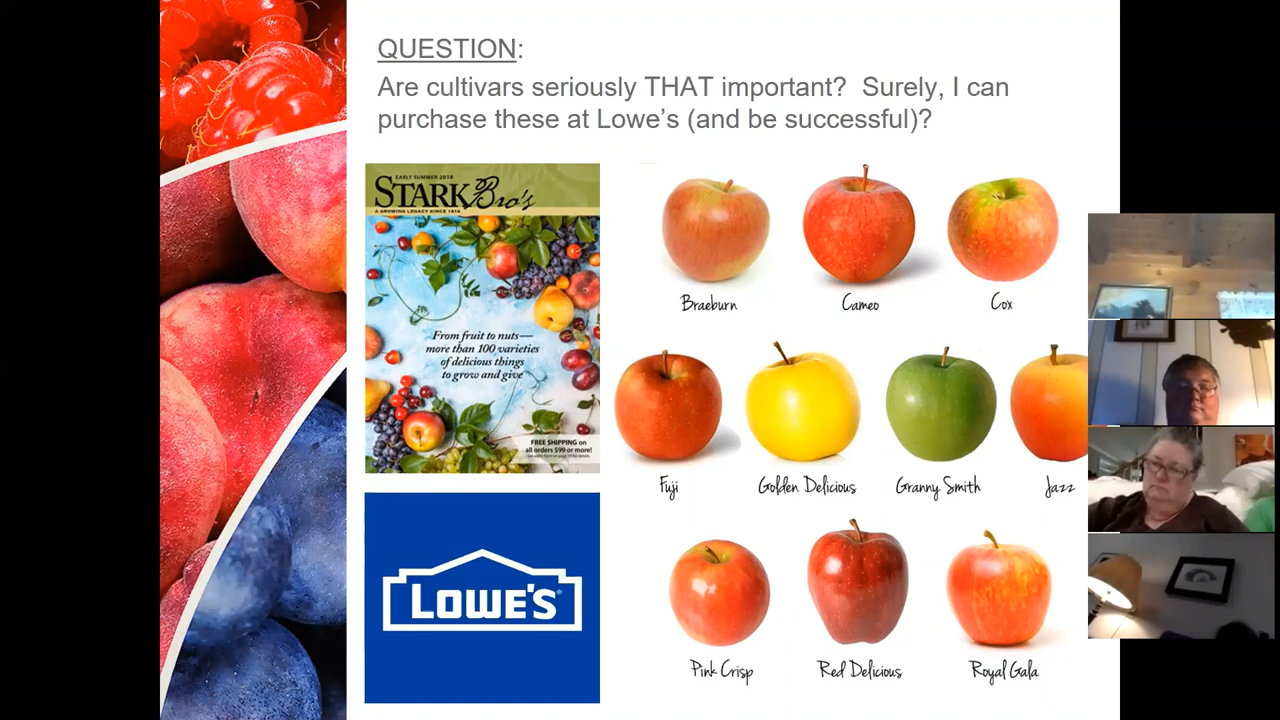 QUESTION:
Are cultivars seriously THAT important? Surely, I can
purchase these at Lowe's (and be successful)?
EARLY SUMMER 2018
STARK Bro's
A GROWING LEGACY SINCE 1816
From fruit to nuts—
more than 100 varieties
of delicious things
to grow and give
FREE SHIPPING on
all orders $99 or more!
LOWE'S®
Braeburn Cameo Cox
Fuji Golden Delicious Granny Smith Jazz
Pink Crisp Red Delicious Royal Gala